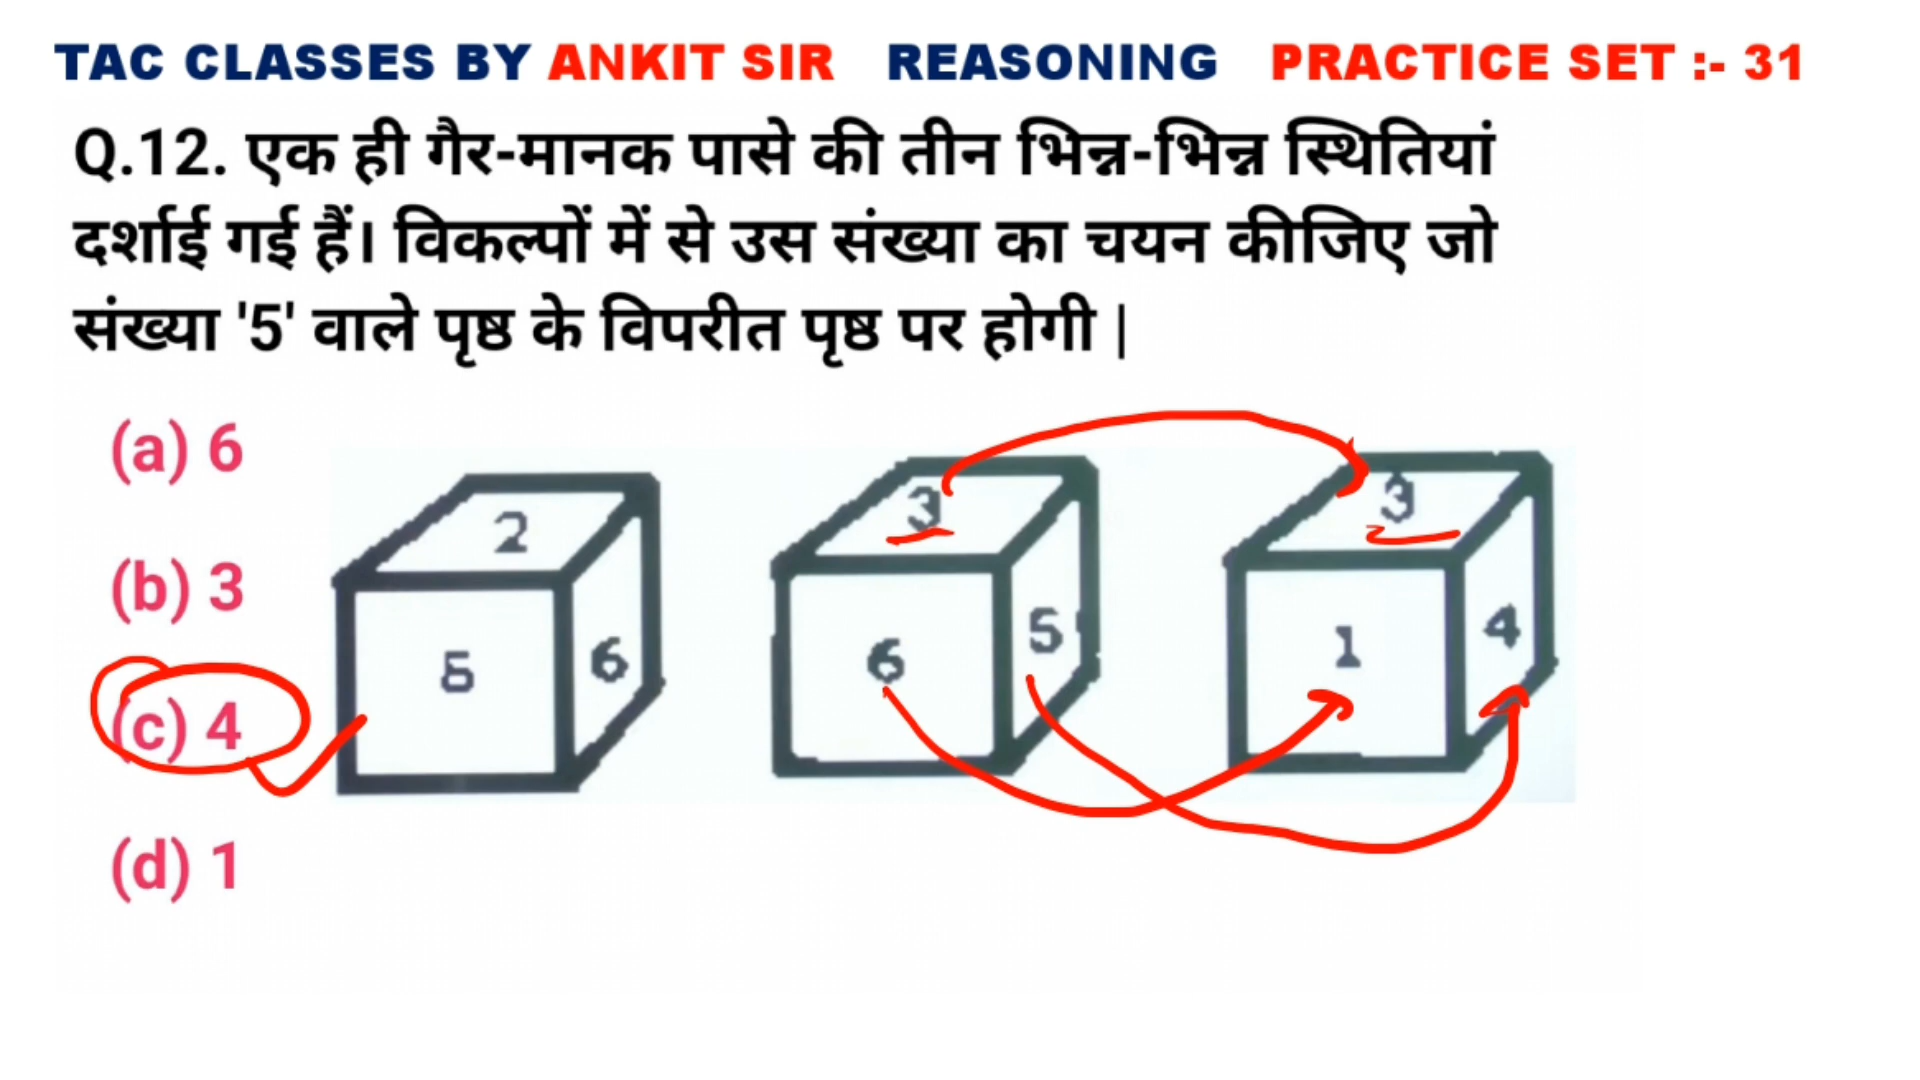 TAC CLASSES BY ANKIT SIR REASONING PRACTICE SET :- 31
Q.12. एक ही गैर-मानक पासे की तीन भिन्न-भिन्न स्थितियां
दर्शाई गई हैं। विकल्पों में से उस संख्या का चयन कीजिए जो
संख्या '5' वाले पृष्ठ के विपरीत पृष्ठ पर होगी |
(a) 6
(b) 3
(c) 4
(d) 1
2
5
6
3
6
5
3
1
4